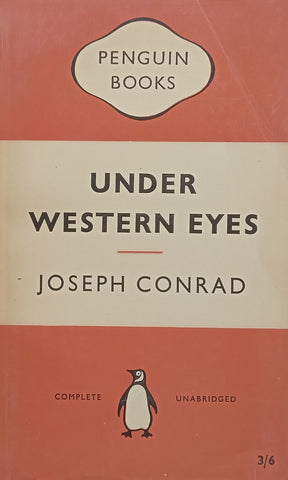 PENGUIN
BOOKS
UNDER
WESTERN EYES
JOSEPH CONRAD
COMPLETE UNABRIDGED
3/6